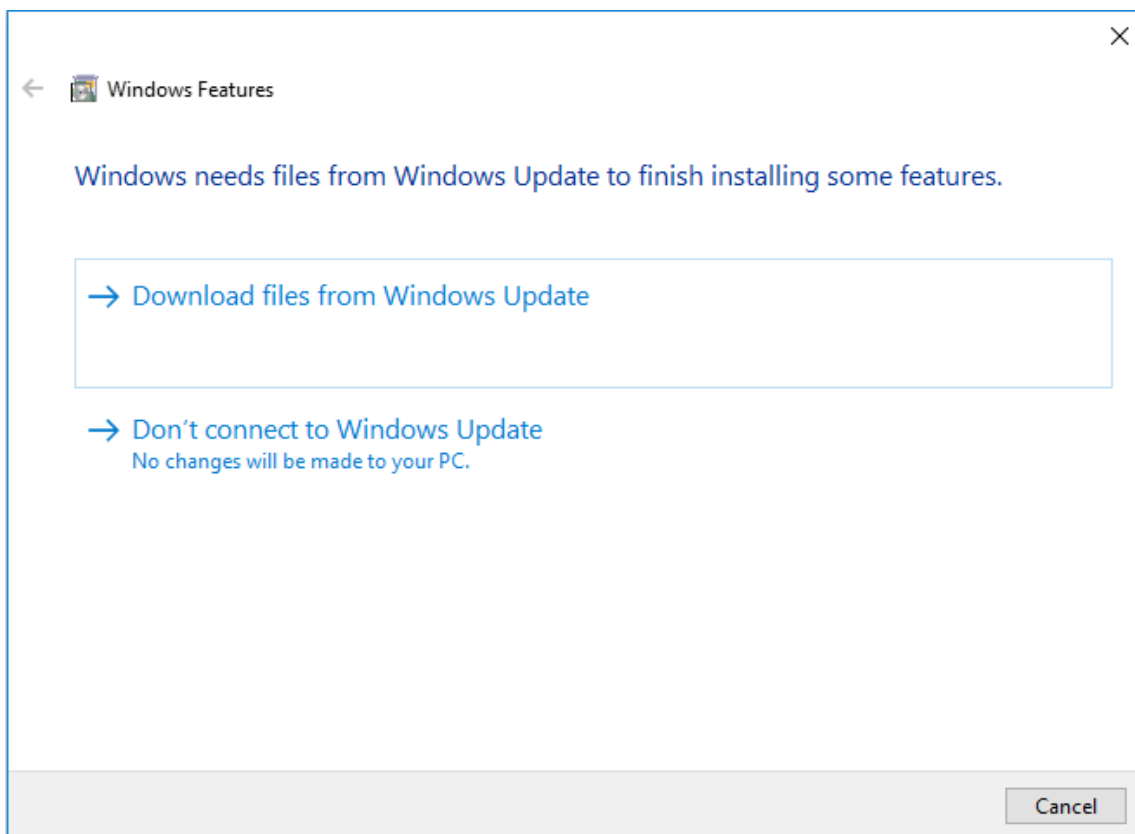 Windows Features
Windows needs files from Windows Update to finish installing some features.
Download files from Windows Update
Don’t connect to Windows Update
No changes will be made to your PC.
Cancel